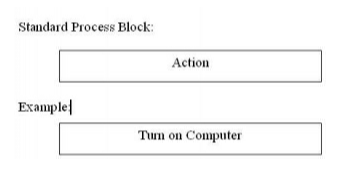 Standard Process Block:
Action
Example:
Turn on Computer